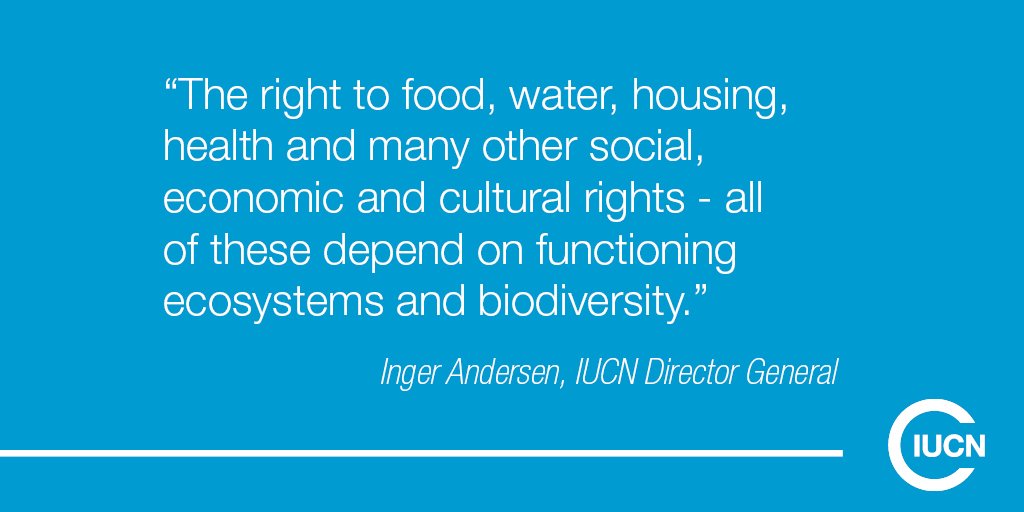 “The right to food, water, housing,
health and many other social,
economic and cultural rights - all
of these depend on functioning
ecosystems and biodiversity.”
Inger Andersen, IUCN Director General
IUCN